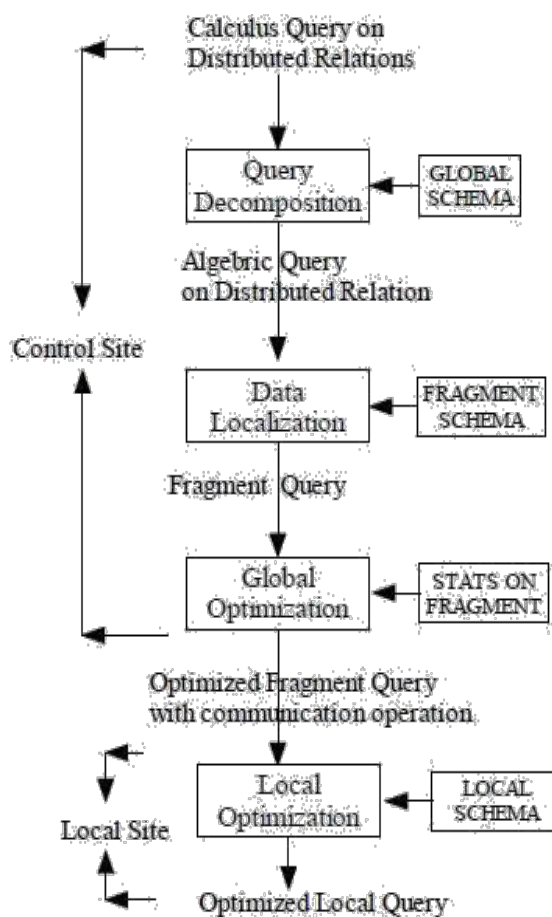 Calculus Query on
Distributed Relations
Query
Decomposition
GLOBAL
SCHEMA
Algebric Query
on Distributed Relation
Control Site
Data
Localization
FRAGMENT
SCHEMA
Fragment Query
Global
Optimization
STATS ON
FRAGMENT
Optimized Fragment Query
with communication operation
Local
Optimization
LOCAL
SCHEMA
Local Site
Optimized Local Query